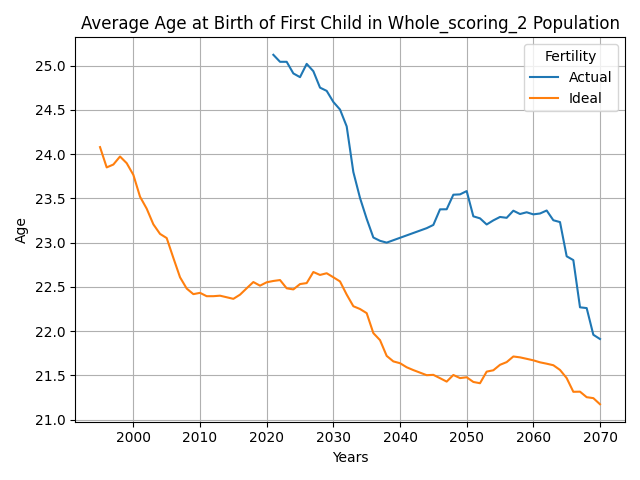 Average Age at Birth of First Child in Whole_scoring_2 Population
Fertility
Actual
Ideal
25.0
24.5
24.0
23.5
23.0
22.5
22.0
21.5
21.0
Age
2000
2010
2020
2030
2040
2050
2060
2070
Years